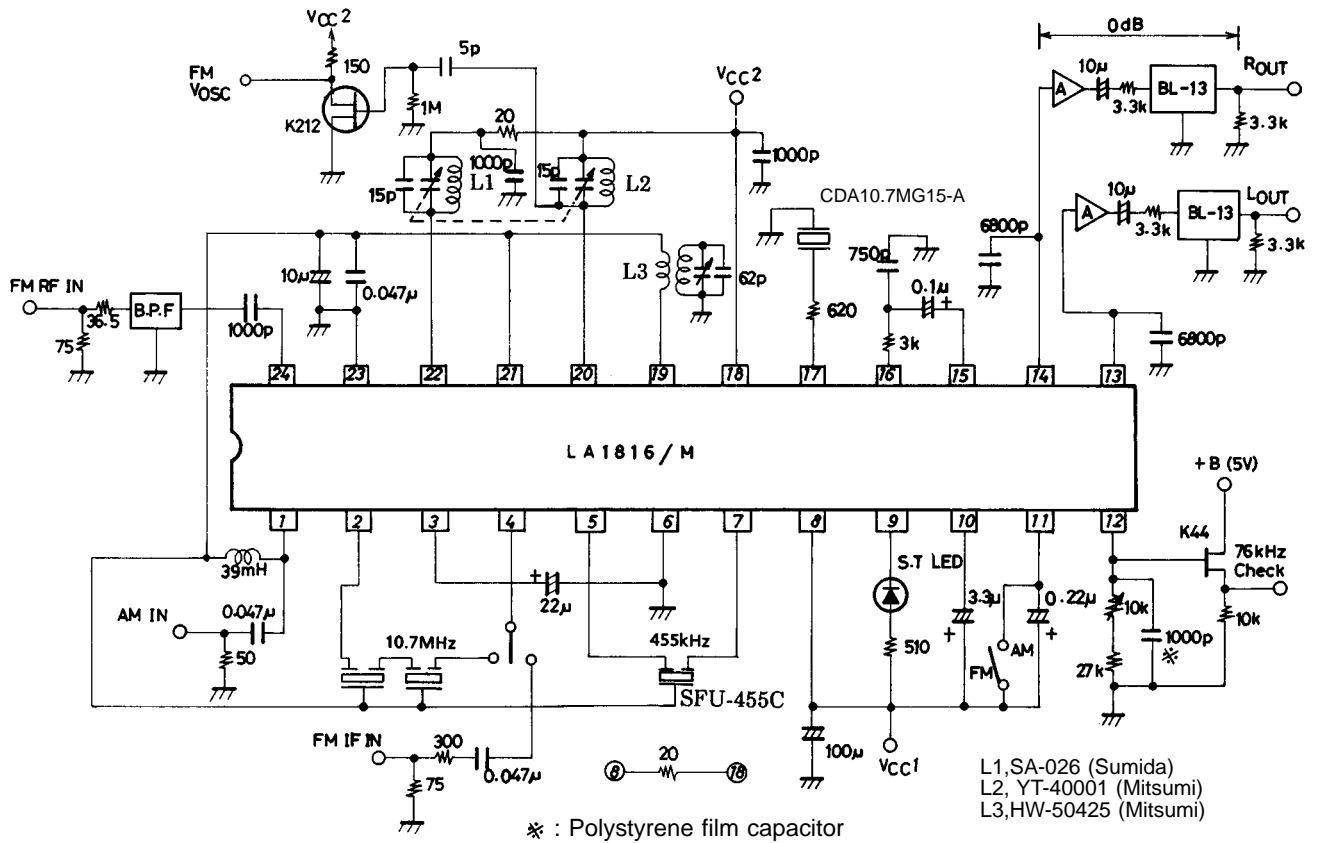 VCC2
150
FM
VOSC
K212
5p
1M
20
15p
1000p
15p
L1
L2
VCC2
1000p
0dB
10μ
A
3.3k
BL-13
ROUT
3.3k
10μ
A
3.3k
BL-13
LOUT
3.3k
CDA10.7MG15-A
6800p
6800p
750p
0.1μ
+
620
3k
L3
62p
10μ
0.047μ
FM RF IN
36.5
75
B.P.F
1000p
24 23 22 21 20 19 18 17 16 15 14 13
LA1816/M
1 2 3 4 5 6 7 8 9 10 11 12
39mH
AM IN
0.047μ
50
10.7MHz
+
22μ
455kHz
SFU-455C
FM IF IN
300
75
0.047μ
8 20 18
100μ
S.T LED
510
VCC1
3.3μ
+
AM
FM
0.22μ
+
+B (5V)
K44
76kHz
Check
10k
10k
1000p
※
27k
L1,SA-026 (Sumida)
L2, YT-40001 (Mitsumi)
L3,HW-50425 (Mitsumi)
※ : Polystyrene film capacitor